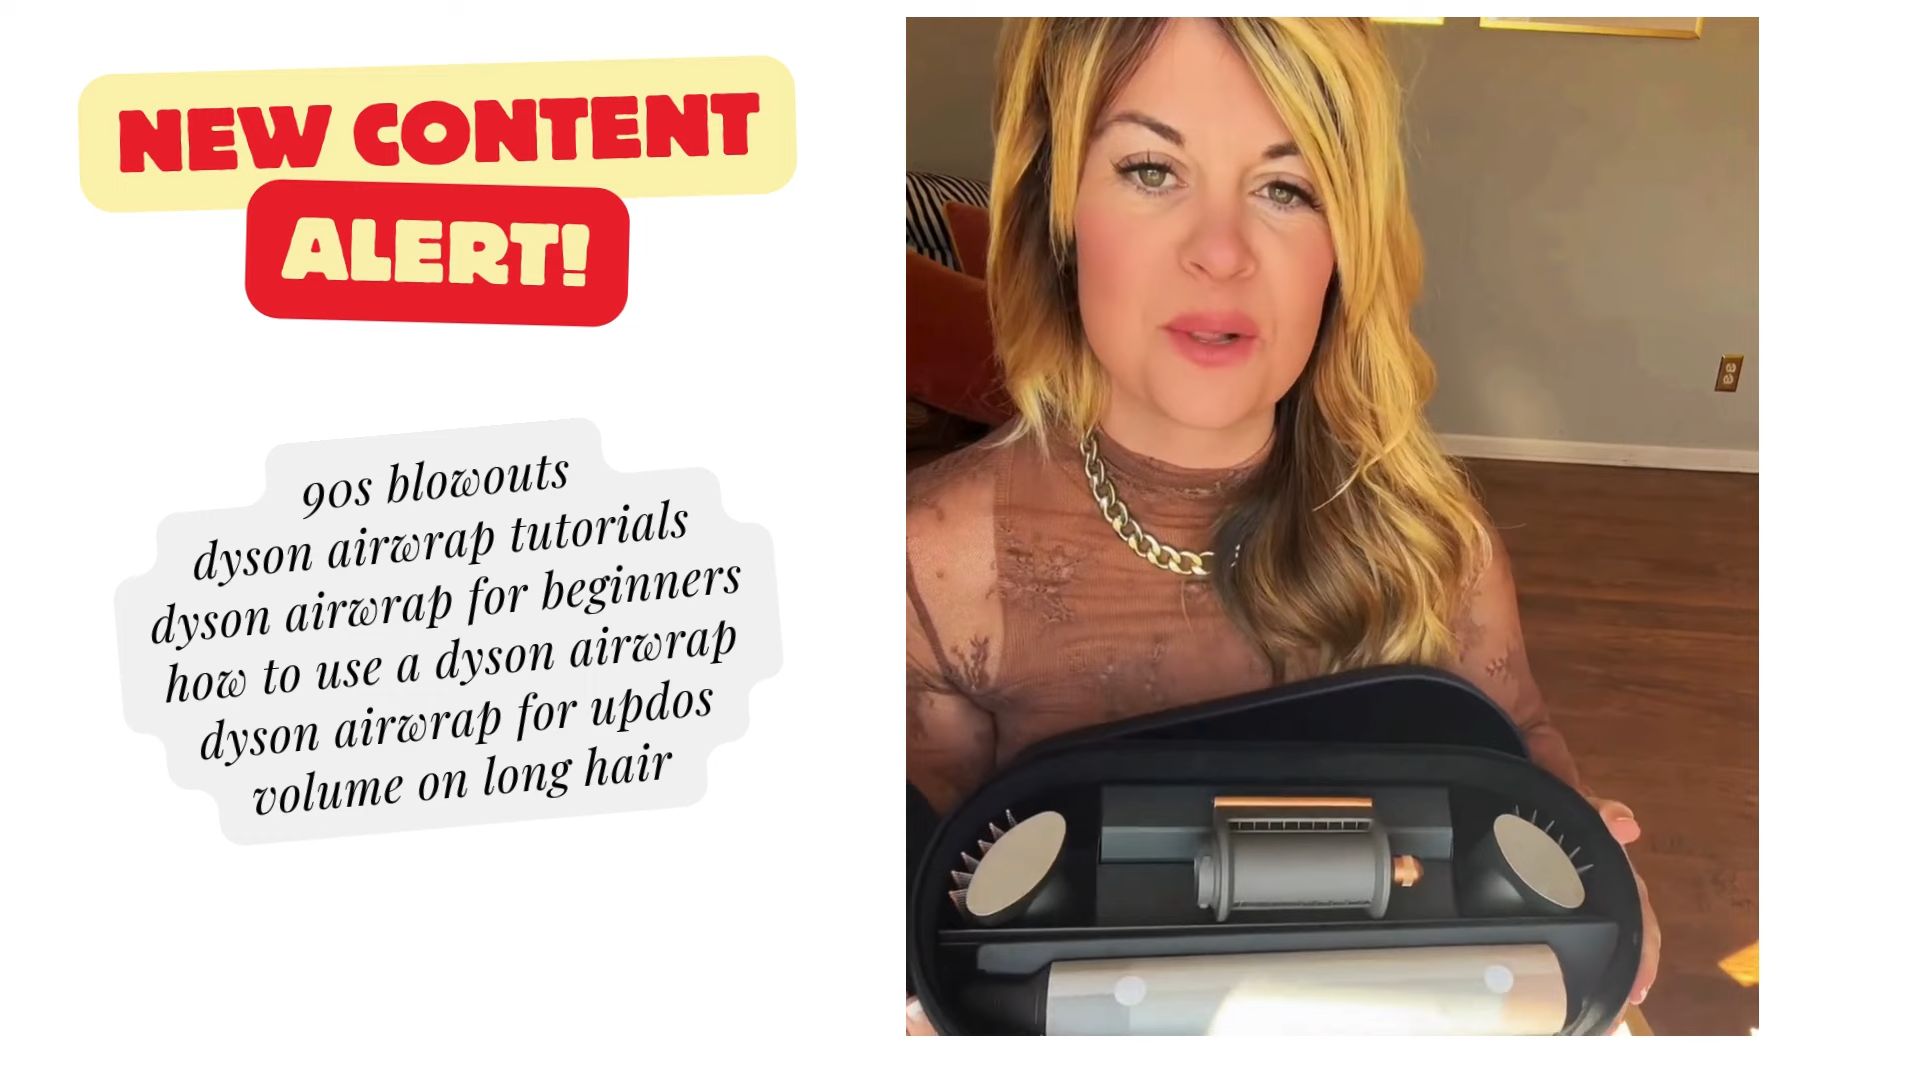 NEW CONTENT
ALERT!
90s blowouts
dyson airwrap tutorials
dyson airwrap for beginners
how to use a dyson airwrap
dyson airwrap for updos
volume on long hair